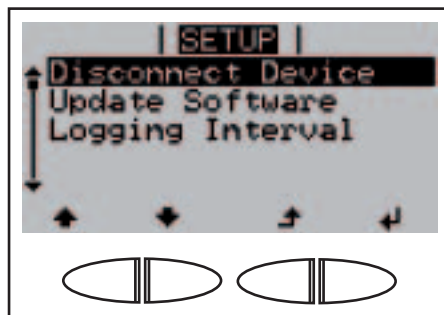 SETUP
Disconnect Device
Update Software
Logging Interval